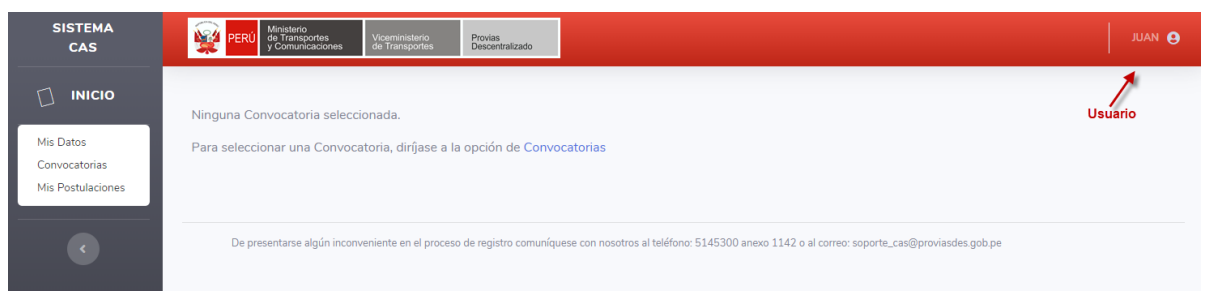 SISTEMA
CAS
PERÚ
Ministerio
de Transportes
y Comunicaciones
Viceministerio
de Transportes
Provias
Descentralizado
JUAN
Usuario
INICIO
Mis Datos
Convocatorias
Mis Postulaciones
Ninguna Convocatoria seleccionada.
Para seleccionar una Convocatoria, diríjase a la opción de Convocatorias
De presentarse algún inconveniente en el proceso de registro comuníquese con nosotros al teléfono: 5145300 anexo 1142 o al correo: soporte_cas@proviasdes.gob.pe